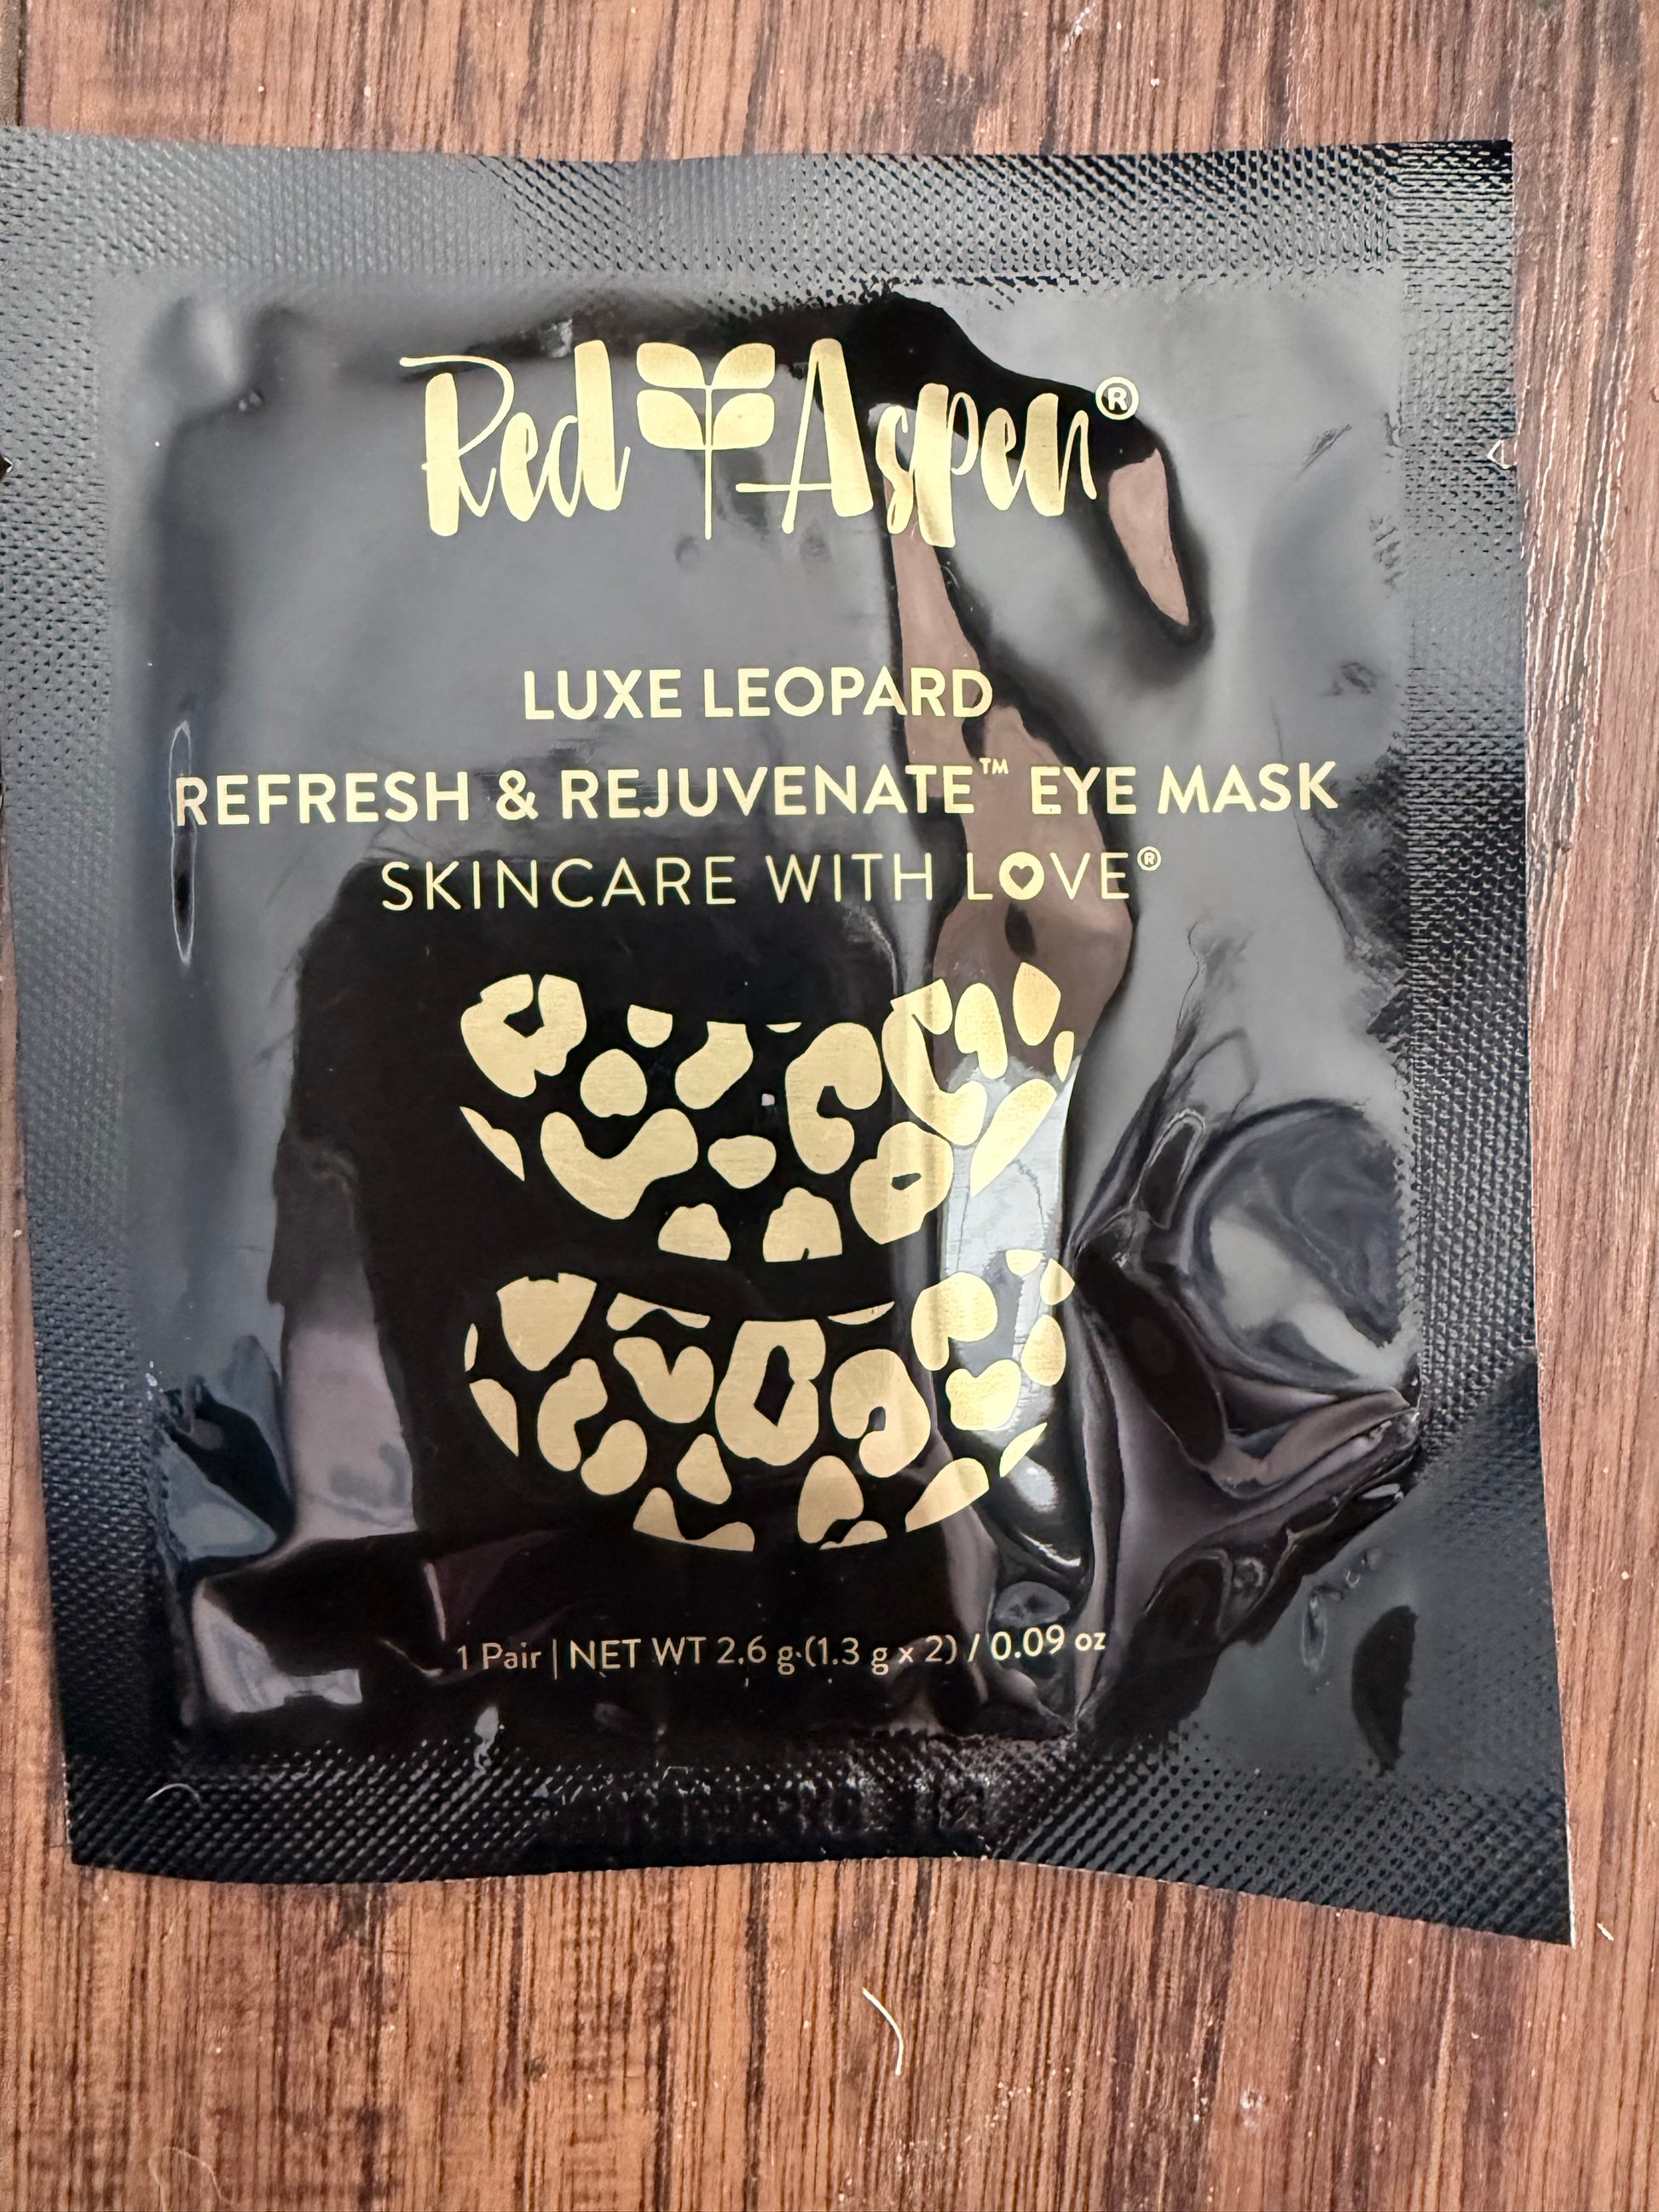 Red Aspen®
LUXE LEOPARD
REFRESH & REJUVENATE™ EYE MASK
SKINCARE WITH LOVE®
1 Pair | NET WT 2.6 g (1.3 g x 2) / 0.09 oz